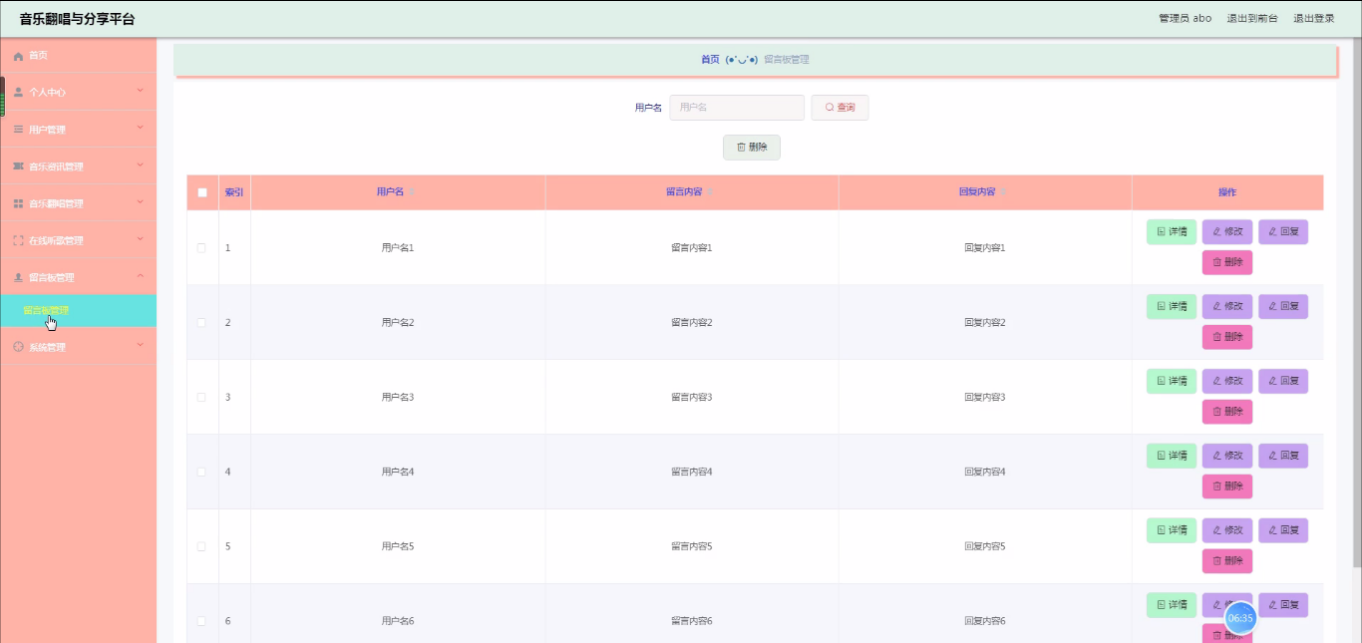 音乐翻唱与分享平台
管理员 abo 退出到前台 退出登录
首页
个人中心
用户管理
音乐资讯管理
音乐翻唱管理
在线听歌管理
留言板管理
留言板管理
系统管理
首页 (●'◡'●) 留言板管理
用户名 用户名 查询
删除
索引 用户名 留言内容 回复内容 操作
1 用户名1 留言内容1 回复内容1 详情 修改 回复
删除
2 用户名2 留言内容2 回复内容2 详情 修改 回复
删除
3 用户名3 留言内容3 回复内容3 详情 修改 回复
删除
4 用户名4 留言内容4 回复内容4 详情 修改 回复
删除
5 用户名5 留言内容5 回复内容5 详情 修改 回复
删除
6 用户名6 留言内容6 回复内容6 详情 回复
删除
06:35